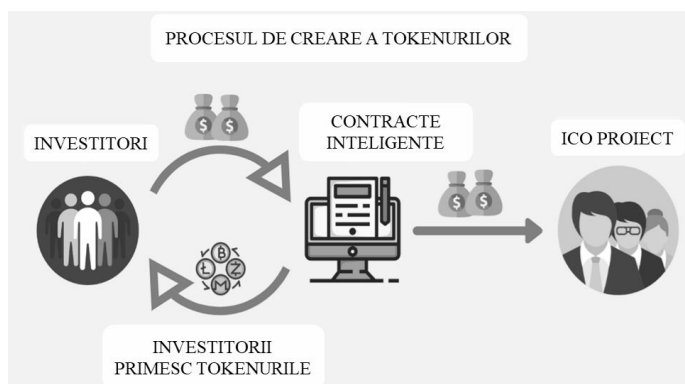 PROCESUL DE CREARE A TOKENURILOR
INVESTITORI
CONTRACTE
INTELIGENTE
ICO PROIECT
INVESTITORII
PRIMESC TOKENURILE